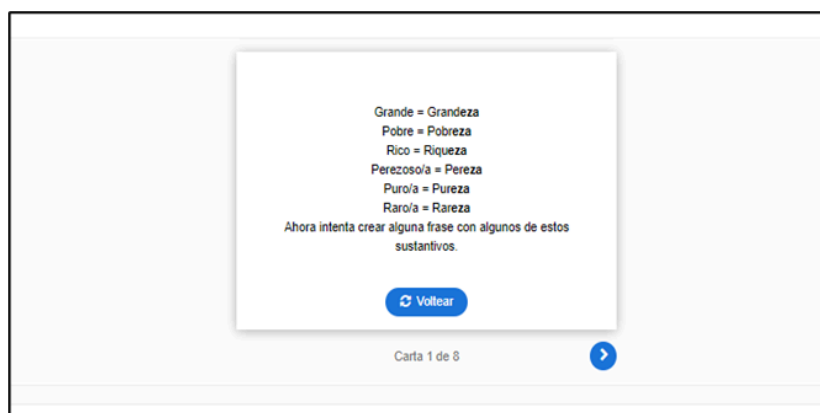 Grande = Grandeza
Pobre = Pobreza
Rico = Riqueza
Perezoso/a = Pereza
Puro/a = Pureza
Raro/a = Rareza
Ahora intenta crear alguna frase con algunos de estos
sustantivos.
Voltear
Carta 1 de 8